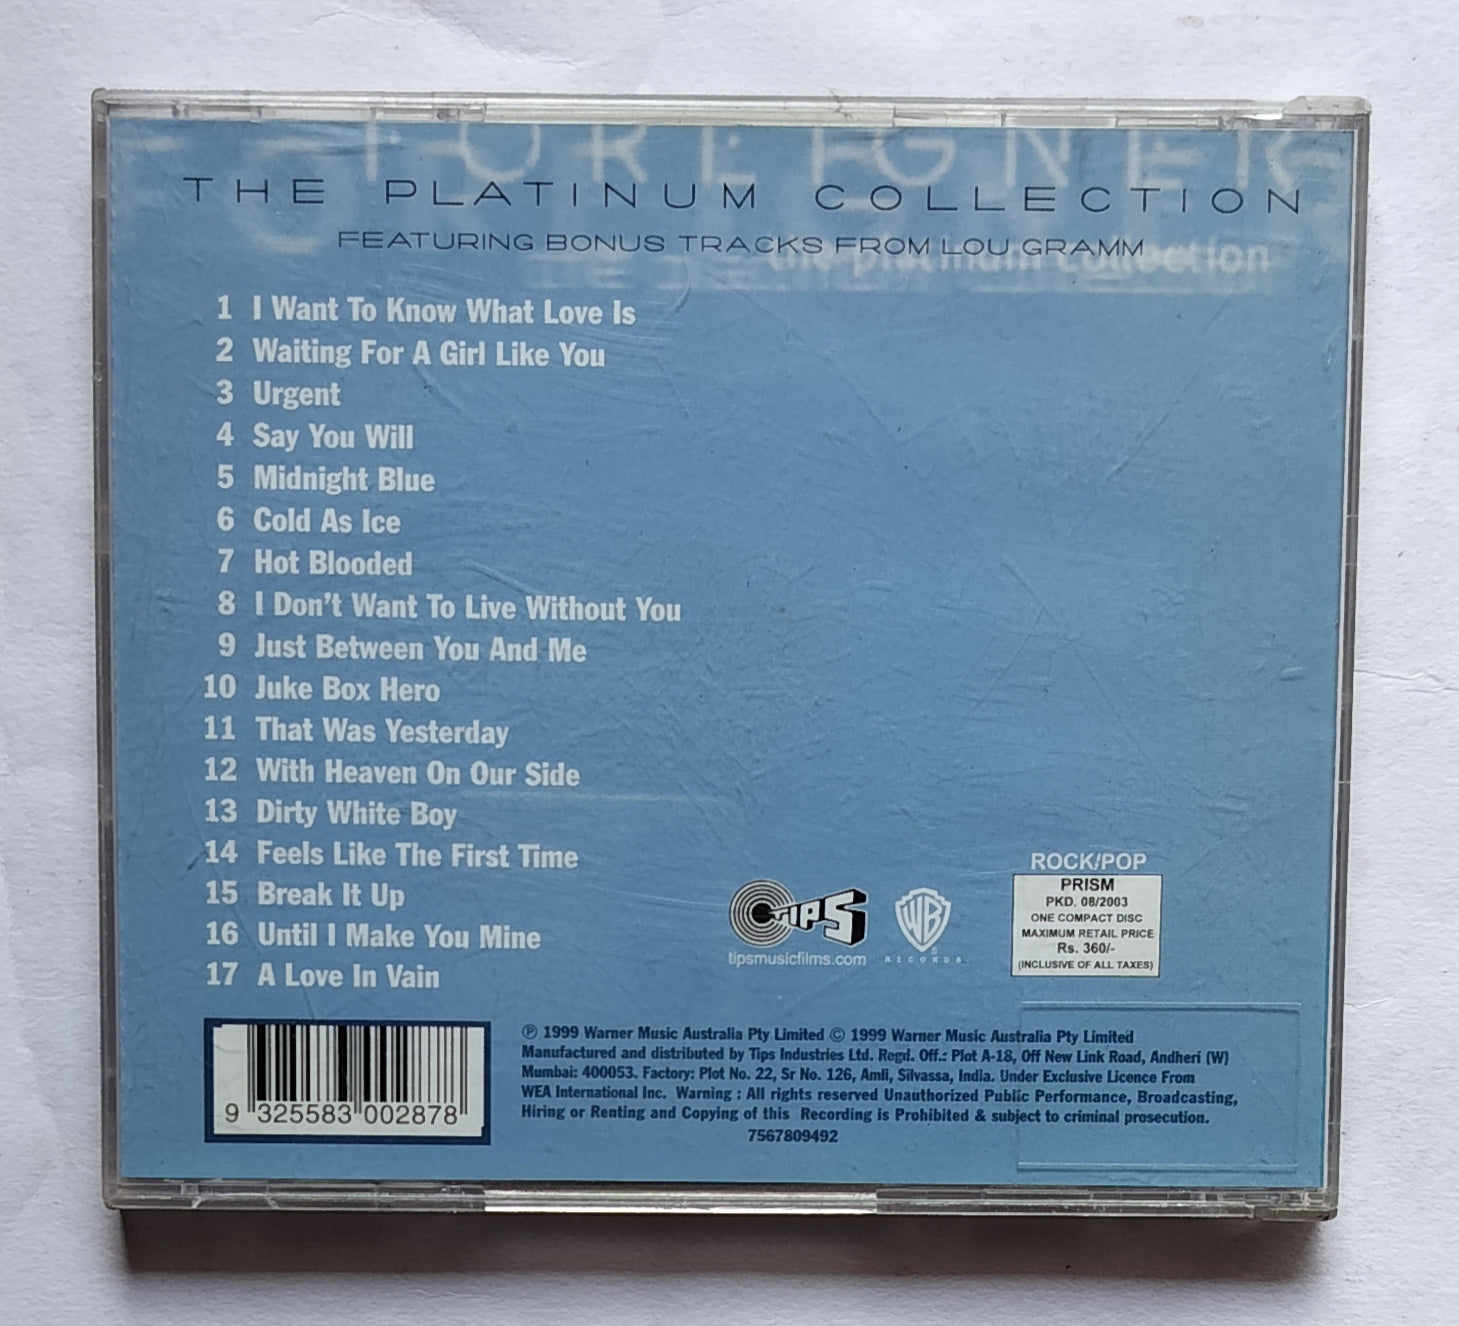 FOREIGNER
THE PLATINUM COLLECTION
FEATURING BONUS TRACKS FROM LOU GRAMM
the platinum collection
1 I Want To Know What Love Is
2 Waiting For A Girl Like You
3 Urgent
4 Say You Will
5 Midnight Blue
6 Cold As Ice
7 Hot Blooded
8 I Don't Want To Live Without You
9 Just Between You And Me
10 Juke Box Hero
11 That Was Yesterday
12 With Heaven On Our Side
13 Dirty White Boy
14 Feels Like The First Time
15 Break It Up
16 Until I Make You Mine
17 A Love In Vain
TIPS
tipsmusicfilms.com
WB
RECORDS
ROCK/POP
PRISM
PKD. 08/2003
ONE COMPACT DISC
MAXIMUM RETAIL PRICE
Rs. 360/-
(INCLUSIVE OF ALL TAXES)
9 325583 002878
℗ 1999 Warner Music Australia Pty Limited © 1999 Warner Music Australia Pty Limited
Manufactured and distributed by Tips Industries Ltd. Regd. Off.: Plot A-18, Off New Link Road, Andheri (W)
Mumbai: 400053. Factory: Plot No. 22, Sr No. 126, Amli, Silvassa, India. Under Exclusive Licence From
WEA International Inc. Warning : All rights reserved Unauthorized Public Performance, Broadcasting,
Hiring or Renting and Copying of this Recording is Prohibited & subject to criminal prosecution.
7567809492